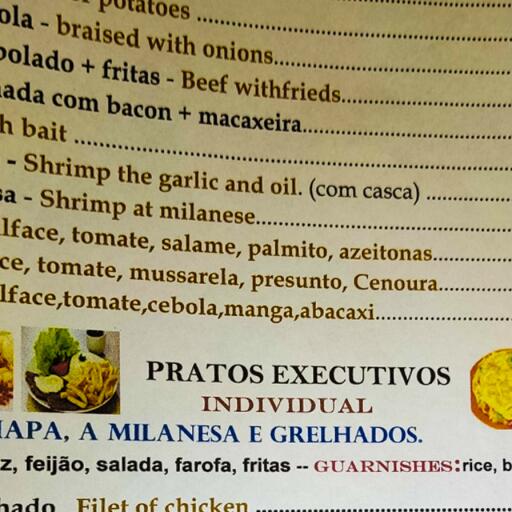 potatoes ..........
ola - braised with onions..........
bolado + fritas - Beef withfrieds..........
ada com bacon + macaxeira..........
h bait ..........
- Shrimp the garlic and oil. (com casca) ..........
sa - Shrimp at milanese..........
lface, tomate, salame, palmito, azeitonas..........
ce, tomate, mussarela, presunto, Cenoura..........
lface,tomate,cebola,manga,abacaxi..........
PRATOS EXECUTIVOS
INDIVIDUAL
HAPA, A MILANESA E GRELHADOS.
z, feijão, salada, farofa, fritas -- GUARNISHES:rice, b
hado Filet of chicken ..........